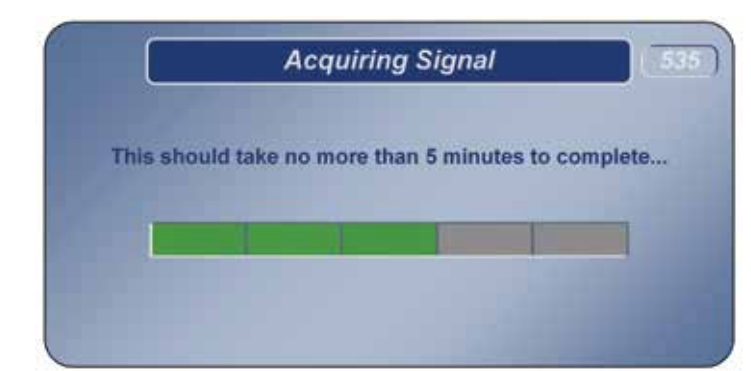 Acquiring Signal
535
This should take no more than 5 minutes to complete...